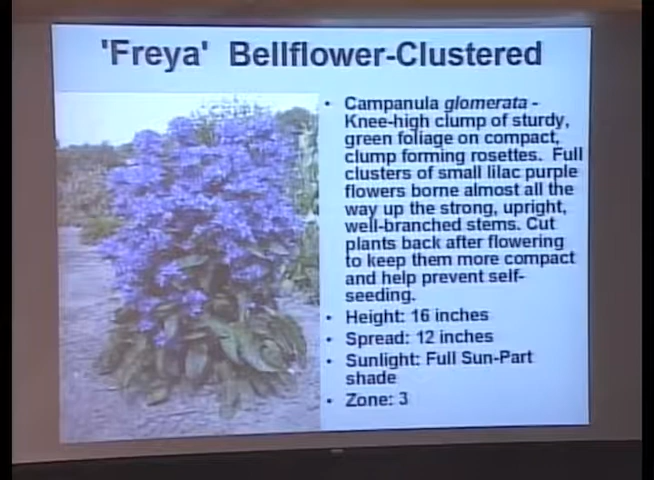 'Freya' Bellflower-Clustered
• Campanula glomerata -
Knee-high clump of sturdy,
green foliage on compact,
clump forming rosettes. Full
clusters of small lilac purple
flowers borne almost all the
way up the strong, upright,
well-branched stems. Cut
plants back after flowering
to keep them more compact
and help prevent self-
seeding.
• Height: 16 inches
• Spread: 12 inches
• Sunlight: Full Sun-Part
shade
• Zone: 3